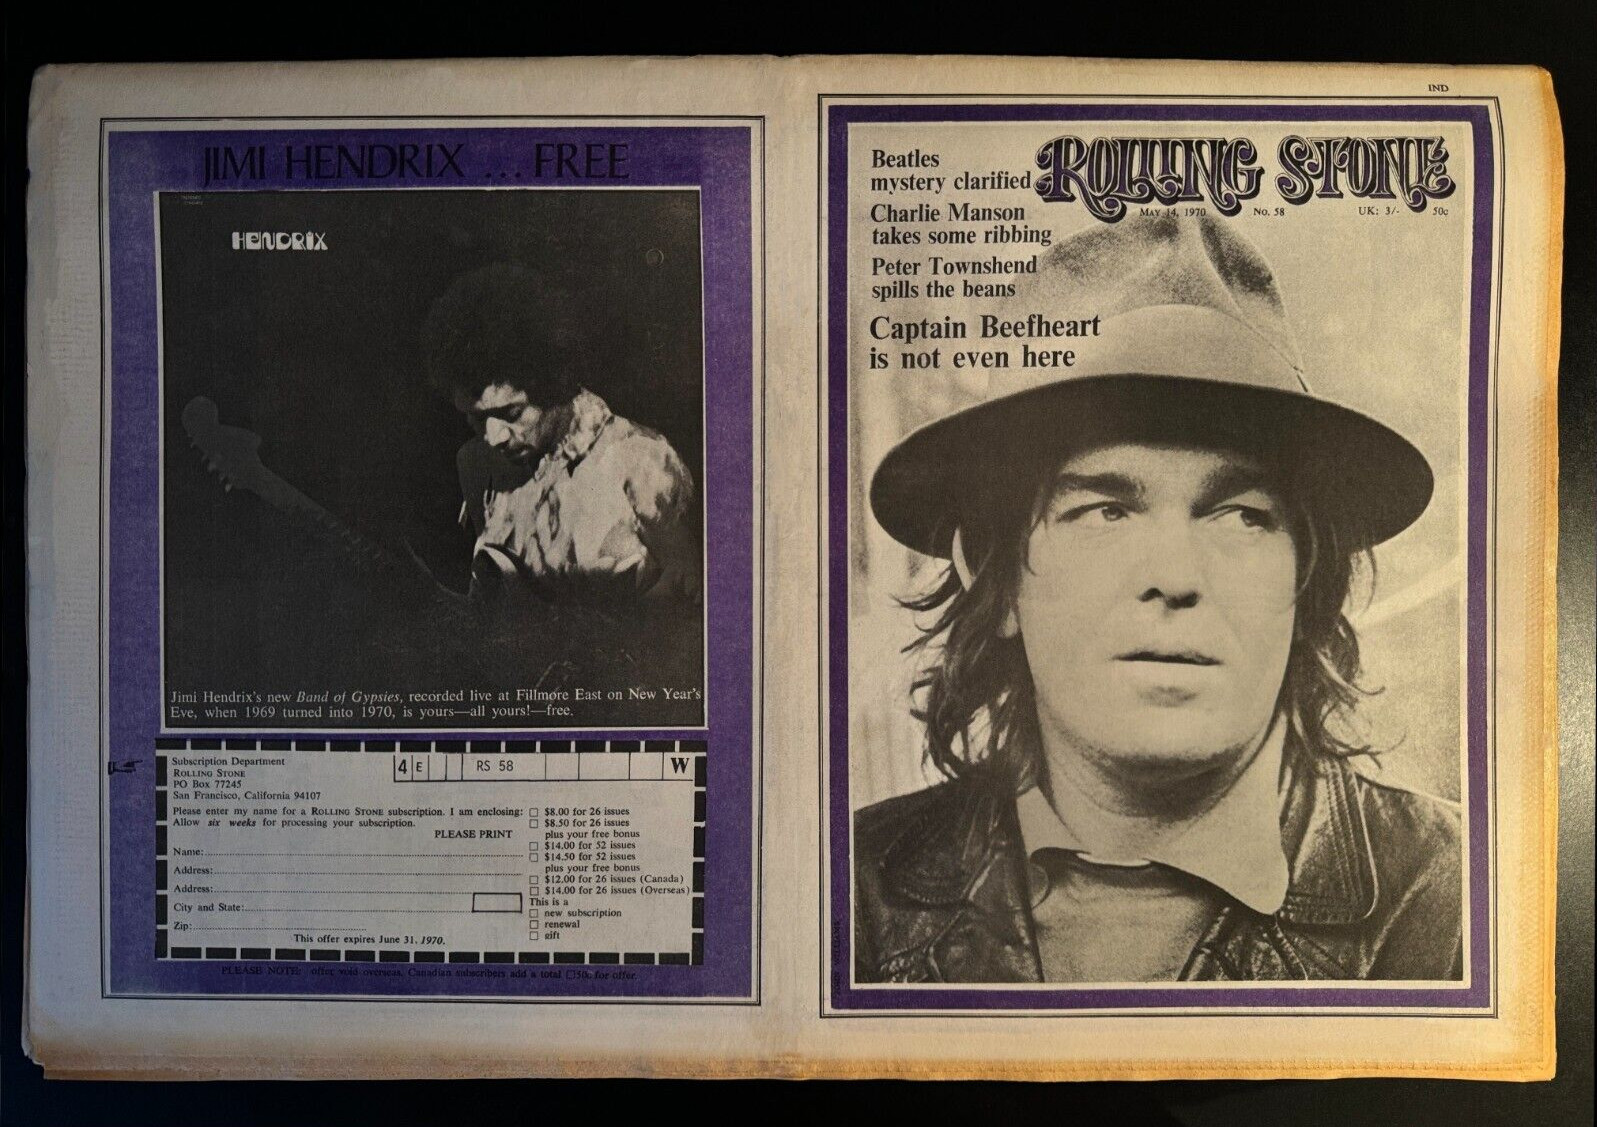 JIMI HENDRIX ... FREE
HENDRIX
Jimi Hendrix's new Band of Gypsies, recorded live at Fillmore East on New Year's
Eve, when 1969 turned into 1970, is yours—all yours!—free.
Subscription Department
ROLLING STONE
PO Box 77245
San Francisco, California 94107
4 E RS 58 W
Please enter my name for a ROLLING STONE subscription. I am enclosing:
Allow six weeks for processing your subscription.
PLEASE PRINT
Name:
Address:
Address:
City and State:
Zip:
This offer expires June 31, 1970.
$8.00 for 26 issues
$8.50 for 26 issues
plus your free bonus
$14.00 for 52 issues
$14.50 for 52 issues
plus your free bonus
$12.00 for 26 issues (Canada)
$14.00 for 26 issues (Overseas)
This is a
new subscription
renewal
gift
PLEASE NOTE: offer void overseas. Canadian subscribers add a total 50c for offer.
IND
ROLLING STONE
MAY 14, 1970 No. 58 UK: 3/- 50c
Beatles
mystery clarified
Charlie Manson
takes some ribbing
Peter Townshend
spills the beans
Captain Beefheart
is not even here